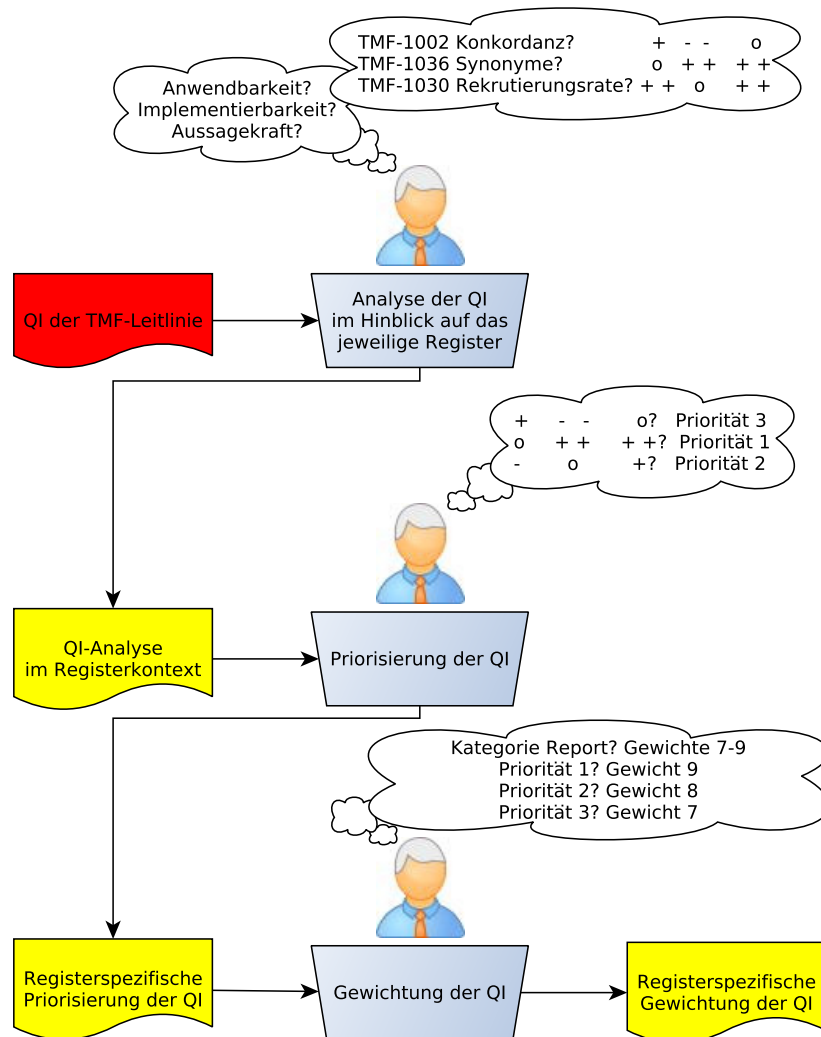 TMF-1002 Konkordanz? + - - o
TMF-1036 Synonyme? o + + + +
TMF-1030 Rekrutierungsrate? + + o + +
Anwendbarkeit?
Implementierbarkeit?
Aussagekraft?
QI der TMF-Leitlinie
Analyse der QI
im Hinblick auf das
jeweilige Register
+ - - o? Priorität 3
o + + + +? Priorität 1
- o +? Priorität 2
QI-Analyse
im Registerkontext
Priorisierung der QI
Kategorie Report? Gewichte 7-9
Priorität 1? Gewicht 9
Priorität 2? Gewicht 8
Priorität 3? Gewicht 7
Registerspezifische
Priorisierung der QI
Gewichtung der QI
Registerspezifische
Gewichtung der QI